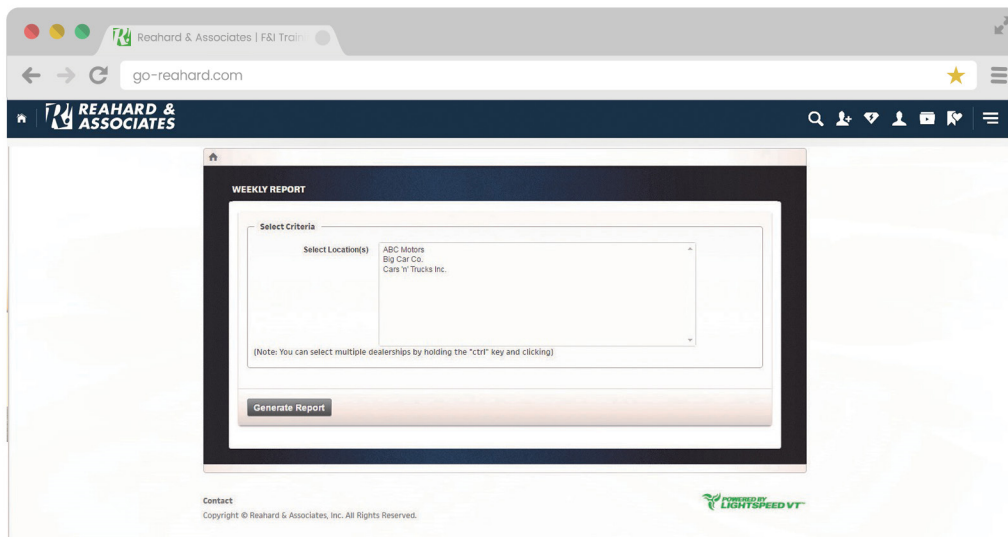 Reahard & Associates | F&I Train
go-reahard.com
REAHARD &
ASSOCIATES
WEEKLY REPORT
Select Criteria
Select Location(s)
ABC Motors
Big Car Co.
Cars 'n' Trucks Inc.
(Note: You can select multiple dealerships by holding the "ctrl" key and clicking)
Generate Report
Contact
Copyright © Reahard & Associates, Inc. All Rights Reserved.
POWERED BY
LIGHTSPEED VT